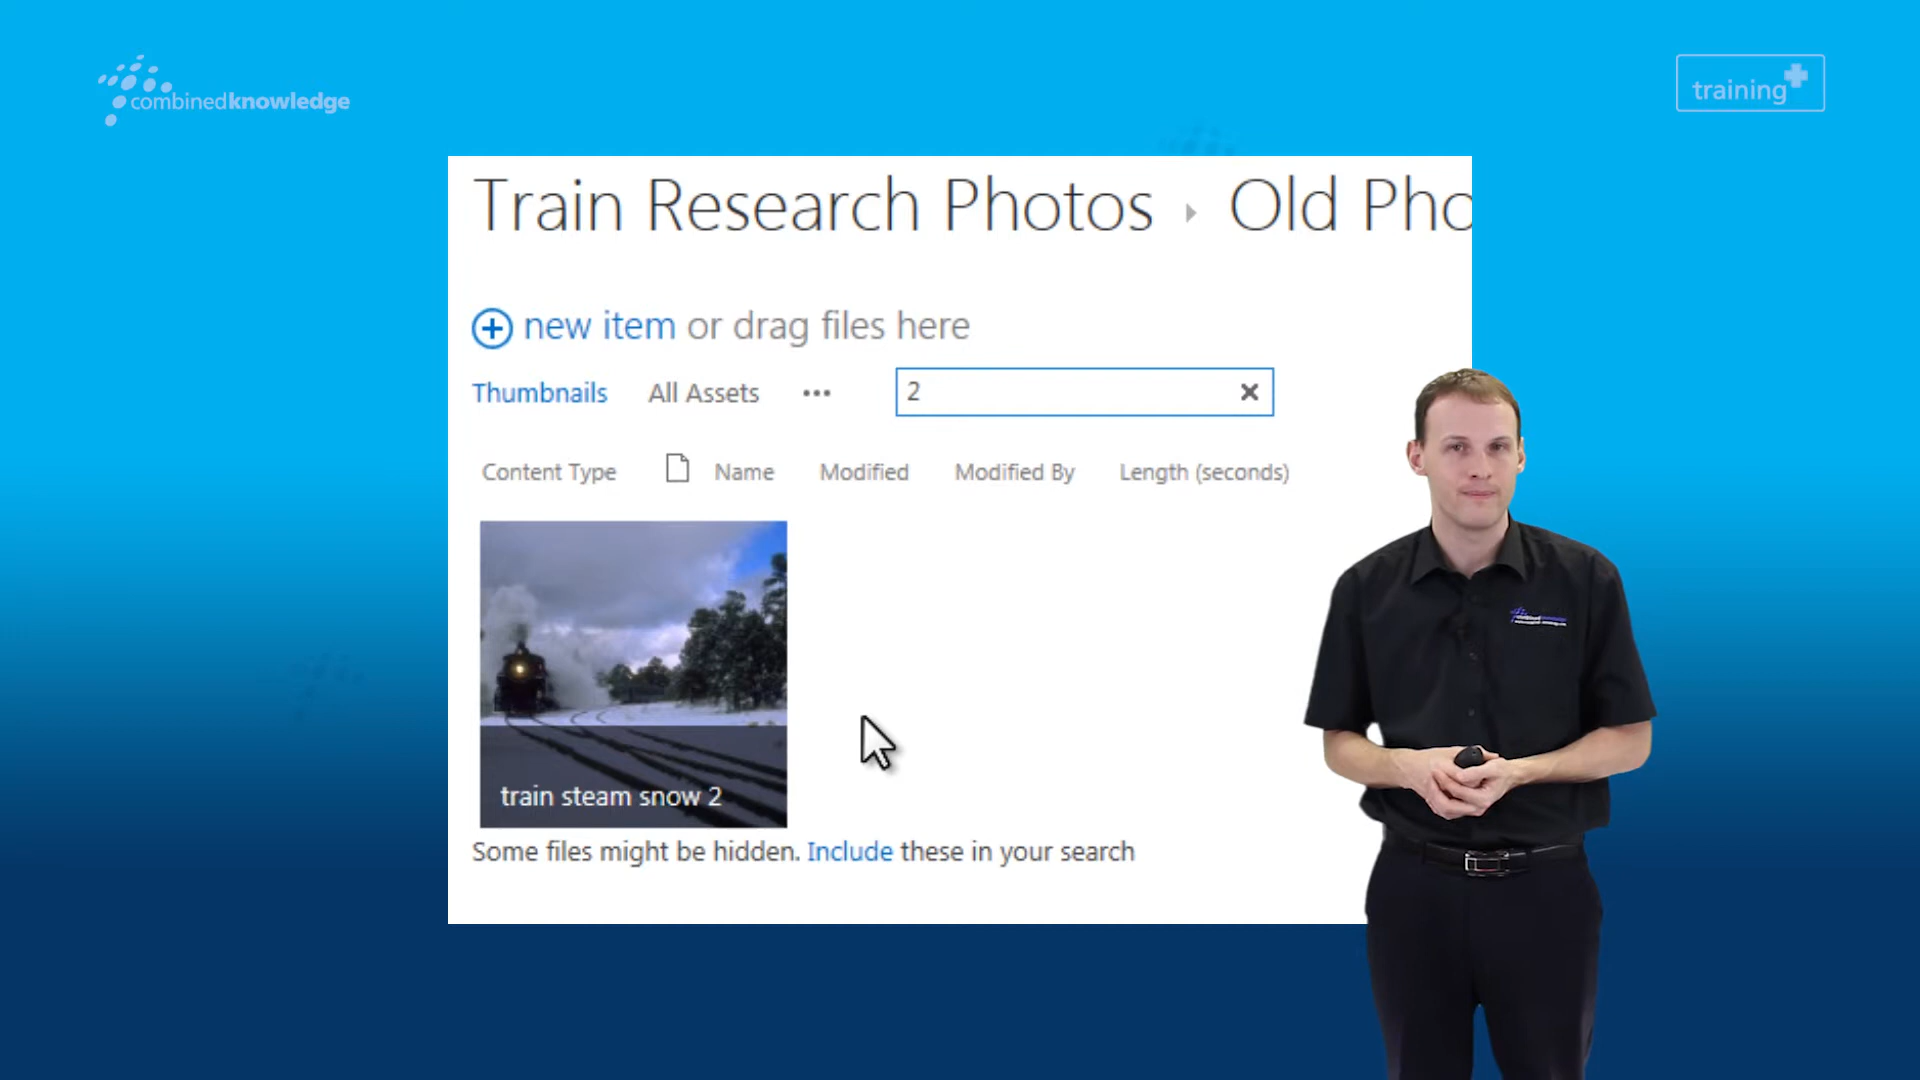 combinedknowledge
training
Train Research Photos ▸ Old Pho
new item or drag files here
Thumbnails All Assets ••• 2
Content Type Name Modified Modified By Length (seconds)
train steam snow 2
Some files might be hidden. Include these in your search